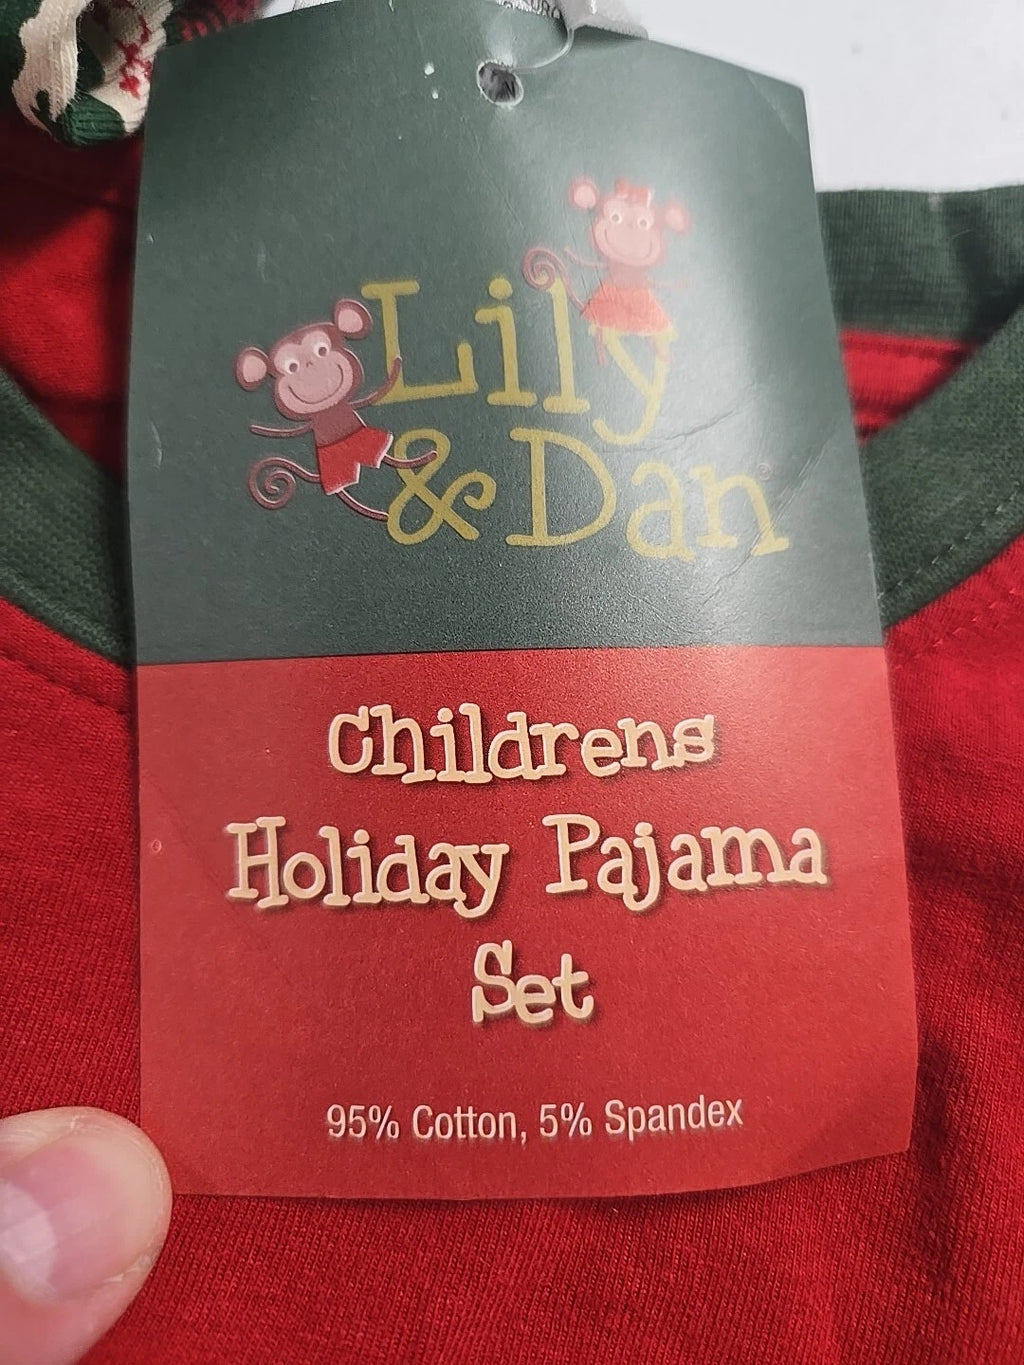 Lily
& Dan®
Childrens
Holiday Pajama
Set
95% Cotton, 5% Spandex